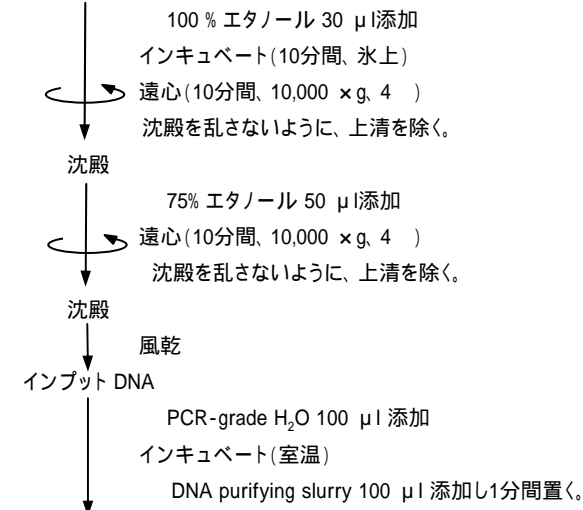 100 % エタノール 30 μl添加
インキュベート(10分間、氷上)
遠心(10分間、10,000 ×g、4 )
沈殿を乱さないように、上清を除く。
沈殿
75% エタノール 50 μl添加
遠心(10分間、10,000 ×g、4 )
沈殿を乱さないように、上清を除く。
沈殿
風乾
インプット DNA
PCR-grade H₂O 100 μl 添加
インキュベート(室温)
DNA purifying slurry 100 μl 添加し1分間置く。